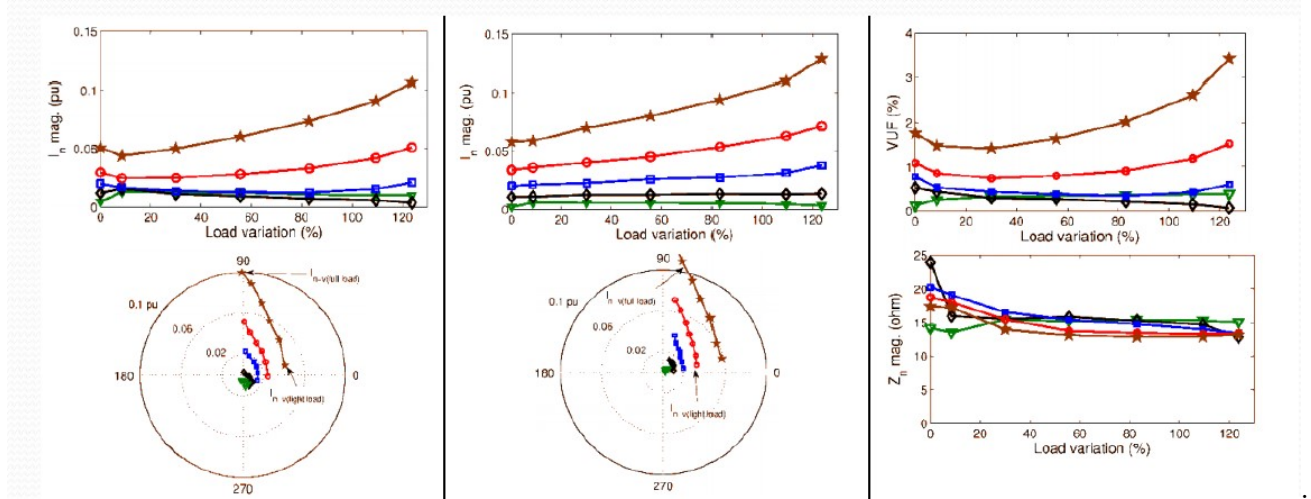 0.15
0.1
0.05
0
I_n mag. (pu)
0 20 40 60 80 100 120
Load variation (%)
90
I_n-v(full load)
0.1 pu
0.06
0.02
180
0
I_n-v(light load)
270
0.15
0.1
0.05
0
I_n mag. (pu)
0 20 40 60 80 100 120
Load variation (%)
90
I_n-v(full load)
0.1 pu
0.06
0.02
180
0
I_n-v(light load)
270
4
3
2
1
0
VUF (%)
0 20 40 60 80 100 120
Load variation (%)
25
20
15
10
5
0
Z_n mag. (ohm)
0 20 40 60 80 100 120
Load variation (%)